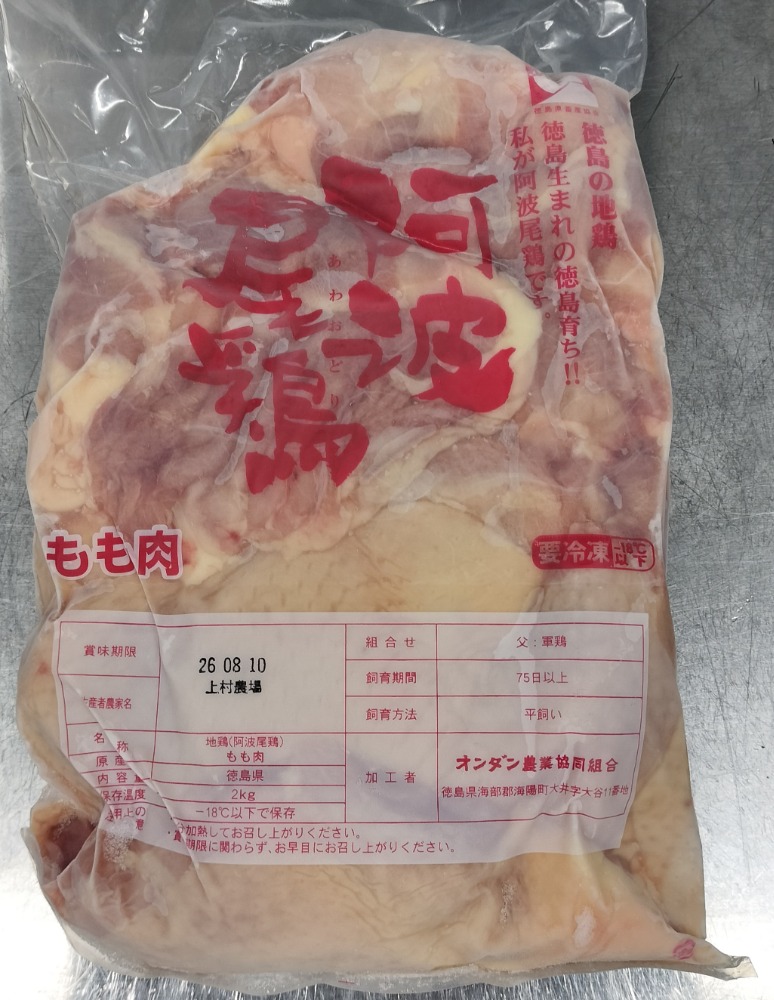 徳島の地鶏
徳島生まれの徳島育ち!!
私が阿波尾鶏です。
阿波
尾鶏
あわおどり
もも肉
要冷凍 -18℃以下
賞味期限
26 08 10
上村農場
生産者農家名
名称
地鶏(阿波尾鶏)
もも肉
原産
徳島県
内容量
2kg
保存温度
-18℃以下で保存
使用上の
加熱してお召し上がりください。
期限に関わらず、お早目にお召し上がりください。
組合せ
父:軍鶏
飼育期間
75日以上
飼育方法
平飼い
加工者
オンダン農業協同組合
徳島県海部郡海陽町大井字大谷11番地